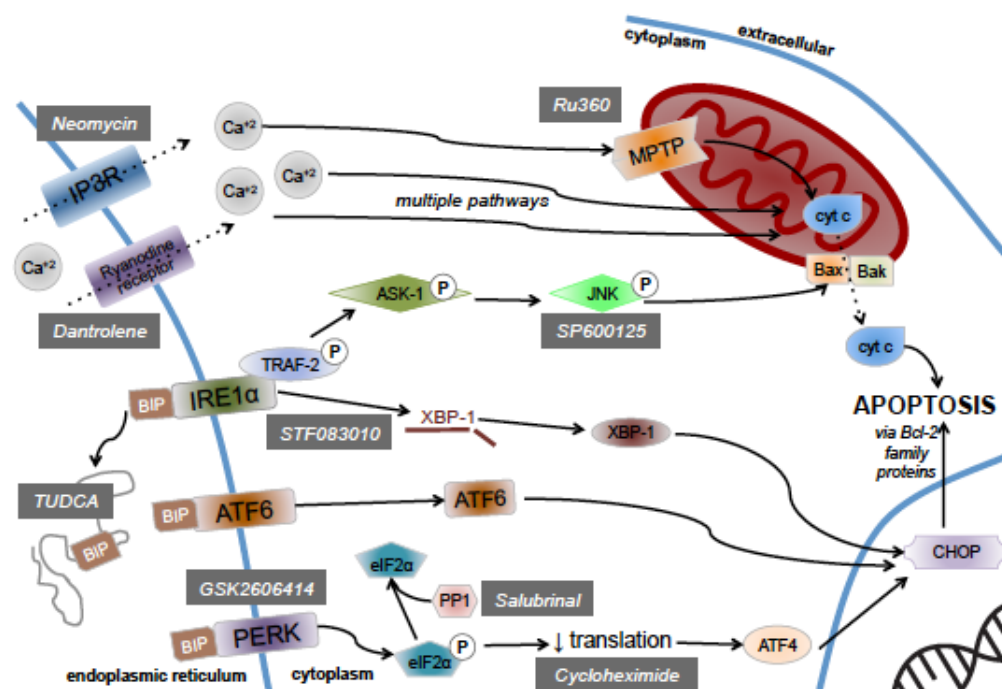 cytoplasm
extracellular
Neomycin
Ru360
Ca+2
IP3R
MPTP
Ca+2
Ca+2
multiple pathways
cyt c
Ca+2
Ryanodine
receptor
Bax
Bak
ASK-1
P
JNK
P
Dantrolene
SP600125
TRAF-2
P
cyt c
BIP
IRE1α
APOPTOSIS
via Bcl-2
family
proteins
STF083010
XBP-1
XBP-1
TUDCA
BIP
BIP
ATF6
ATF6
CHOP
eIF2α
GSK2606414
PP1
Salubrinal
BIP
PERK
eIF2α
P
↓ translation
ATF4
endoplasmic reticulum
cytoplasm
Cycloheximide